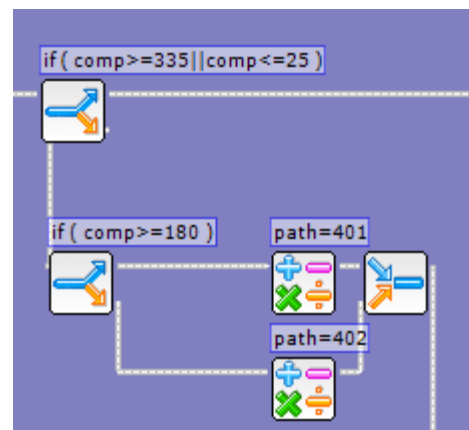 if ( comp>=335||comp<=25 )
if ( comp>=180 )
path=401
path=402